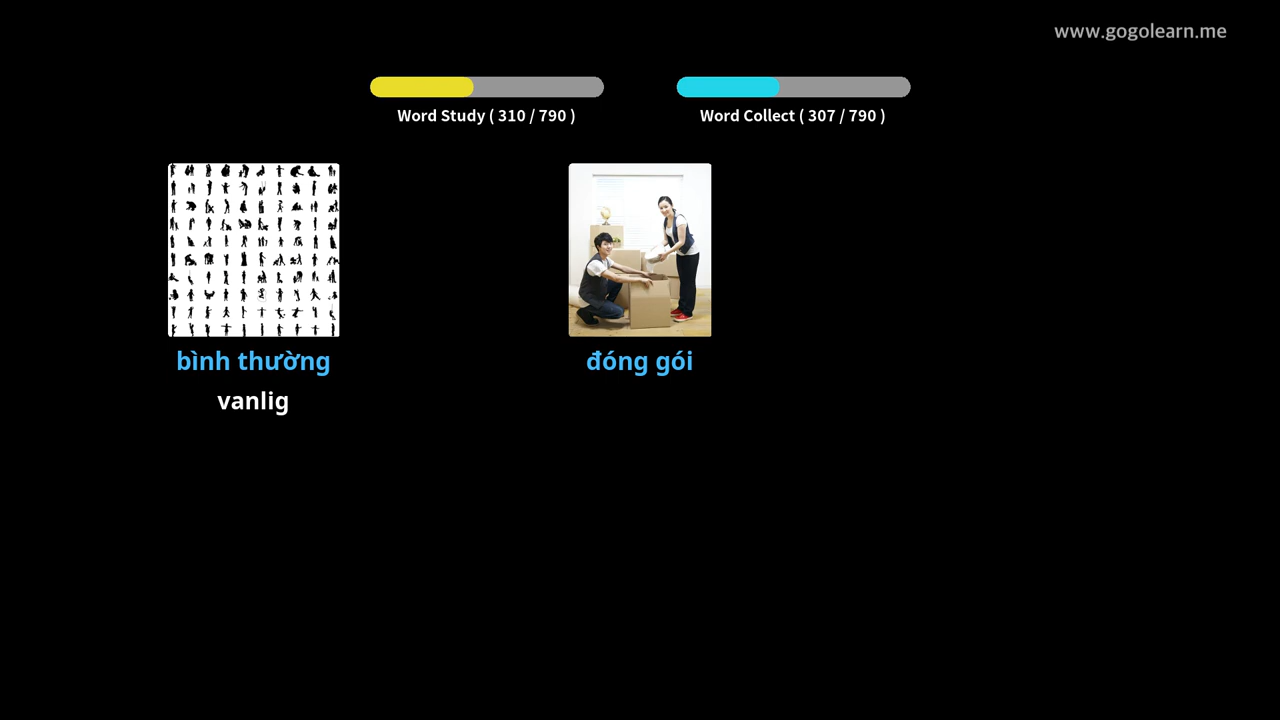 www.gogolearn.me
Word Study ( 310 / 790 )
Word Collect ( 307 / 790 )
bình thường
vanlig
đóng gói